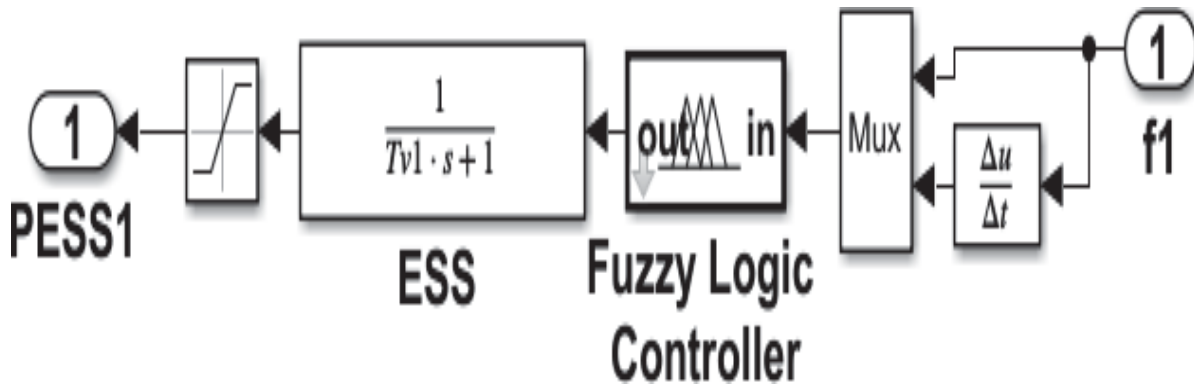 1
PESS1
1
Tv1 · s + 1
ESS
out in
Fuzzy Logic
Controller
Mux
Δu
Δt
1
f1